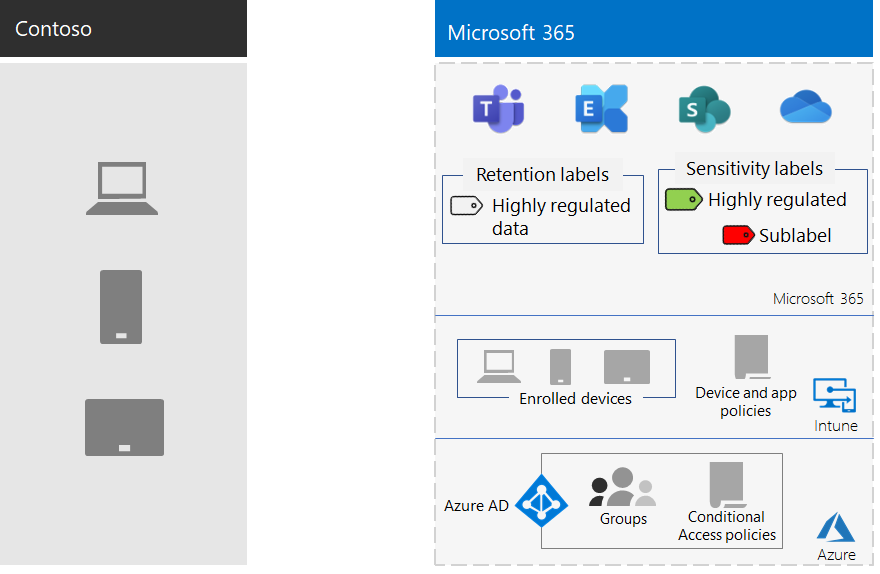 Contoso
Microsoft 365
T
E
S
Retention labels
Highly regulated
data
Sensitivity labels
Highly regulated
Sublabel
Microsoft 365
Enrolled devices
Device and app
policies
Intune
Azure AD
Groups
Conditional
Access policies
Azure